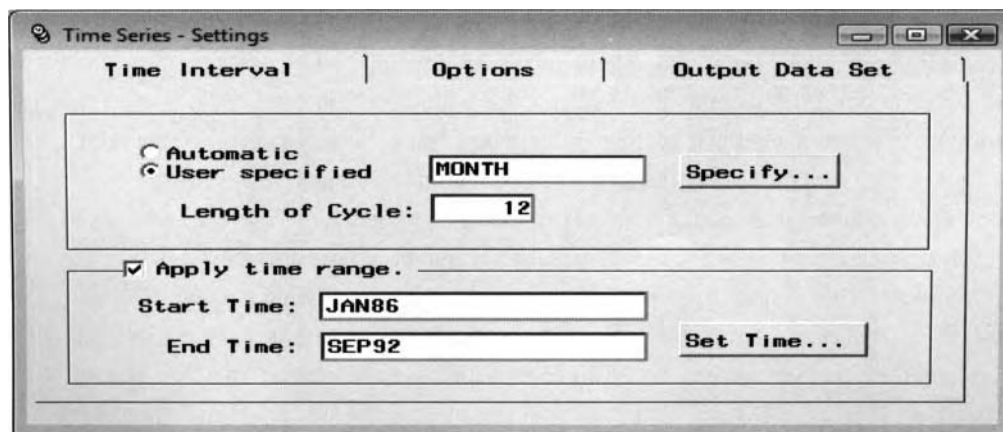 Time Series - Settings
Time Interval Options Output Data Set
Automatic
User specified MONTH Specify...
Length of Cycle: 12
Apply time range.
Start Time: JAN86
End Time: SEP92 Set Time...